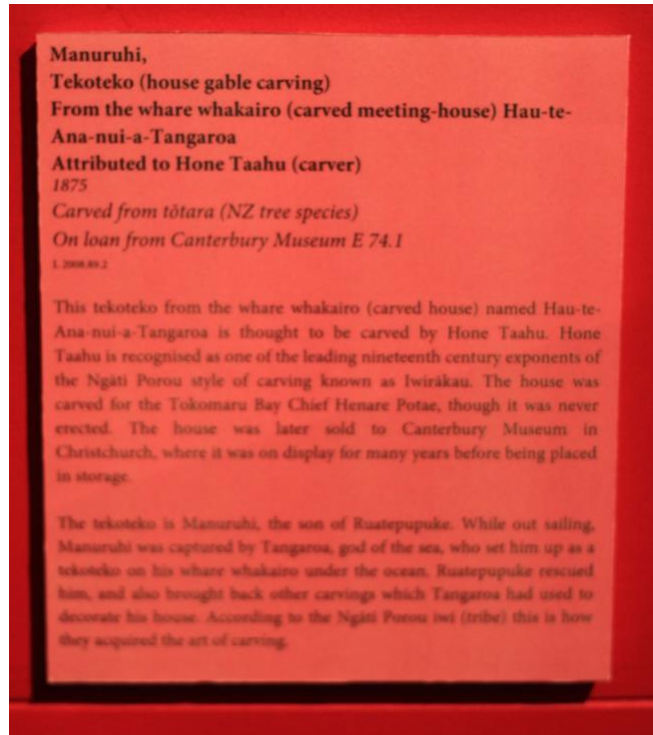 Manuruhi,
Tekoteko (house gable carving)
From the whare whakairo (carved meeting-house) Hau-te-
Ana-nui-a-Tangaroa
Attributed to Hone Taahu (carver)
1875
Carved from tōtara (NZ tree species)
On loan from Canterbury Museum E 74.1
L 2008.89.2
This tekoteko from the whare whakairo (carved house) named Hau-te-
Ana-nui-a-Tangaroa is thought to be carved by Hone Taahu. Hone
Taahu is recognised as one of the leading nineteenth century exponents of
the Ngāti Porou style of carving known as Iwirākau. The house was
carved for the Tokomaru Bay Chief Henare Potae, though it was never
erected. The house was later sold to Canterbury Museum in
Christchurch, where it was on display for many years before being placed
in storage.
The tekoteko is Manuruhi, the son of Ruatepupuke. While out sailing,
Manuruhi was captured by Tangaroa, god of the sea, who set him up as a
tekoteko on his whare whakairo under the ocean. Ruatepupuke rescued
him, and also brought back other carvings which Tangaroa had used to
decorate his house. According to the Ngāti Porou iwi (tribe) this is how
they acquired the art of carving.